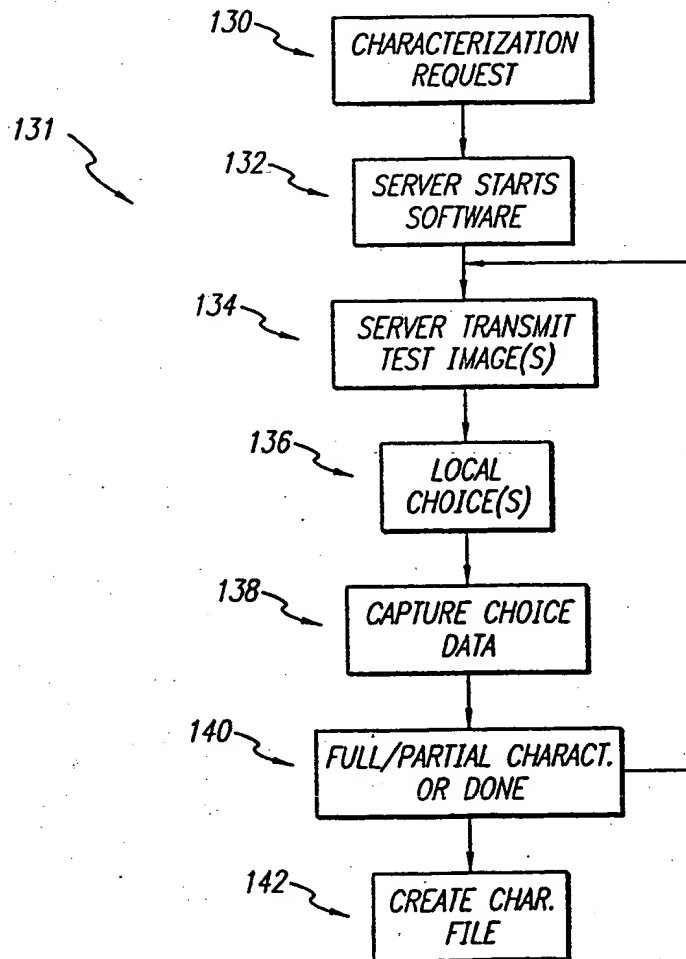 130
CHARACTERIZATION
REQUEST
131
132
SERVER STARTS
SOFTWARE
134
SERVER TRANSMIT
TEST IMAGE(S)
136
LOCAL
CHOICE(S)
138
CAPTURE CHOICE
DATA
140
FULL/PARTIAL CHARACT.
OR DONE
142
CREATE CHAR.
FILE